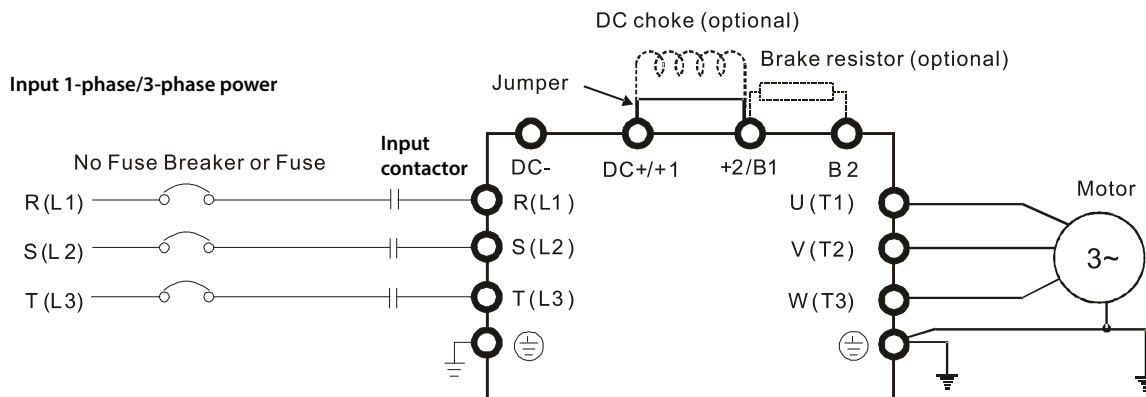 DC choke (optional)
Brake resistor (optional)
Input 1-phase/3-phase power
Jumper
No Fuse Breaker or Fuse
Input
contactor
DC-
DC+/+1
+2/B1
B2
Motor
R(L1)
R(L1)
U(T1)
S(L2)
S(L2)
V(T2)
3~
T(L3)
T(L3)
W(T3)